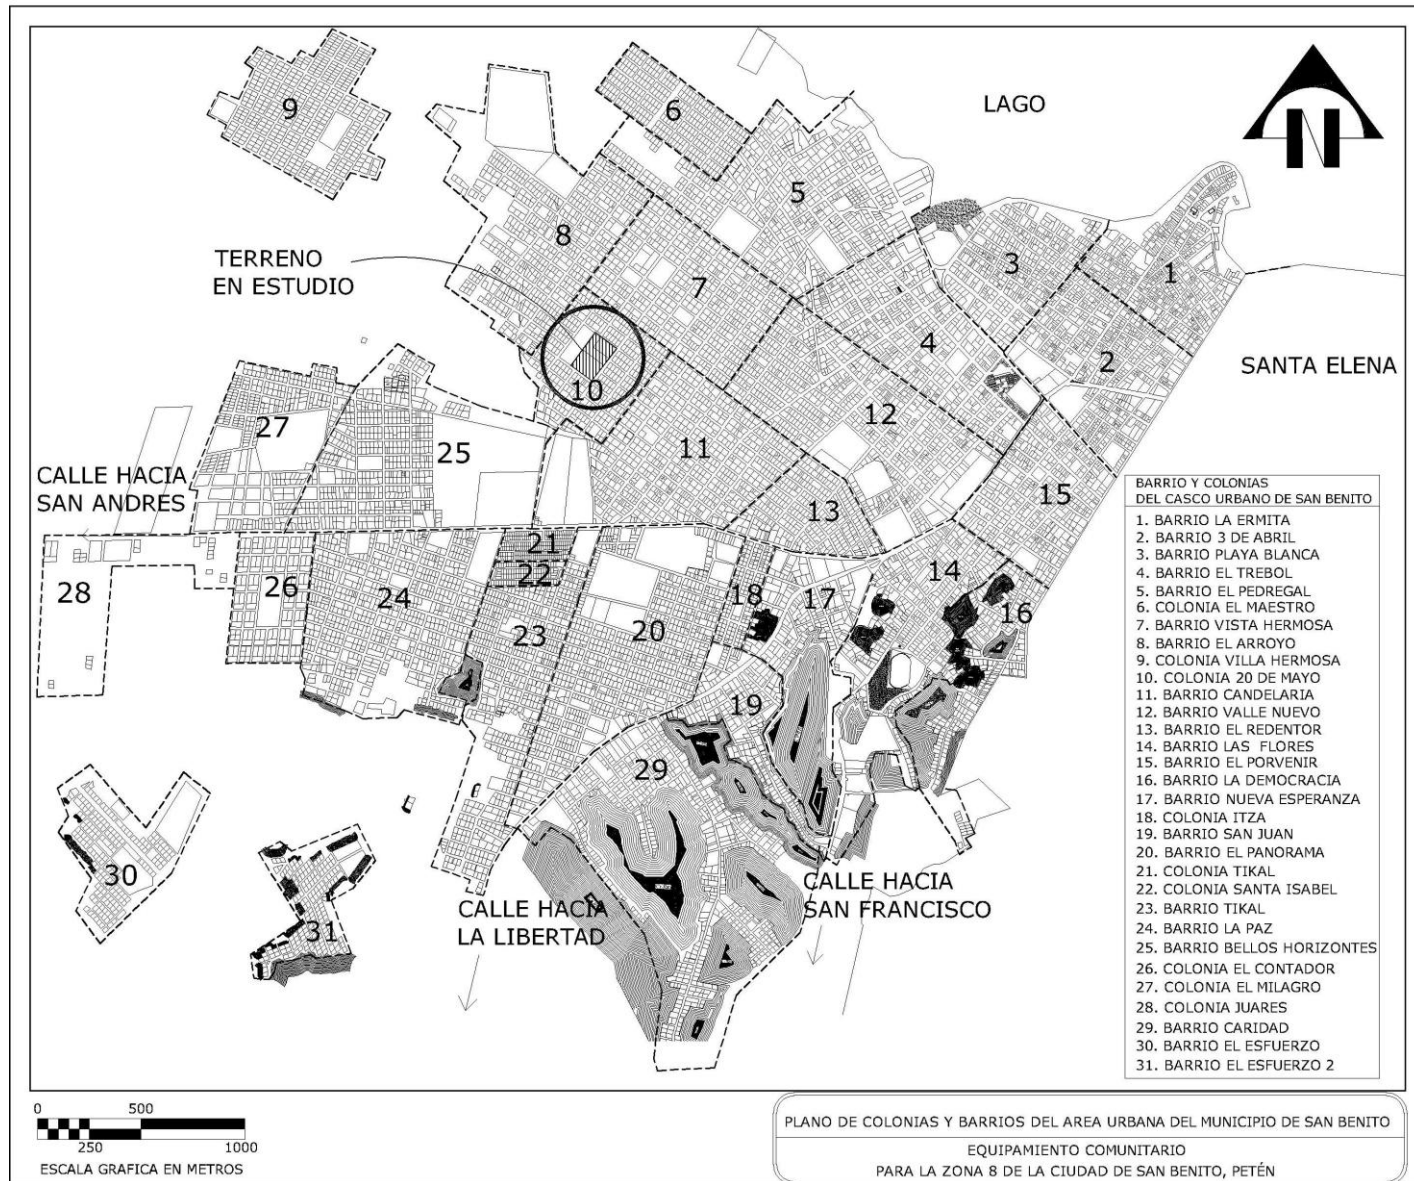 LAGO
N
9
6
5
8
TERRENO
EN ESTUDIO
7
3
1
4
2
SANTA ELENA
10
12
27
25
11
CALLE HACIA
SAN ANDRES
13
15
21
22
28
26
24
23
20
18
17
14
16
19
29
30
31
CALLE HACIA
LA LIBERTAD
CALLE HACIA
SAN FRANCISCO
BARRIO Y COLONIAS
DEL CASCO URBANO DE SAN BENITO
1. BARRIO LA ERMITA
2. BARRIO 3 DE ABRIL
3. BARRIO PLAYA BLANCA
4. BARRIO EL TREBOL
5. BARRIO EL PEDREGAL
6. COLONIA EL MAESTRO
7. BARRIO VISTA HERMOSA
8. BARRIO EL ARROYO
9. COLONIA VILLA HERMOSA
10. COLONIA 20 DE MAYO
11. BARRIO CANDELARIA
12. BARRIO VALLE NUEVO
13. BARRIO EL REDENTOR
14. BARRIO LAS FLORES
15. BARRIO EL PORVENIR
16. BARRIO LA DEMOCRACIA
17. BARRIO NUEVA ESPERANZA
18. COLONIA ITZA
19. BARRIO SAN JUAN
20. BARRIO EL PANORAMA
21. COLONIA TIKAL
22. COLONIA SANTA ISABEL
23. BARRIO TIKAL
24. BARRIO LA PAZ
25. BARRIO BELLOS HORIZONTES
26. COLONIA EL CONTADOR
27. COLONIA EL MILAGRO
28. COLONIA JUARES
29. BARRIO CARIDAD
30. BARRIO EL ESFUERZO
31. BARRIO EL ESFUERZO 2
0 500
250 1000
ESCALA GRAFICA EN METROS
PLANO DE COLONIAS Y BARRIOS DEL AREA URBANA DEL MUNICIPIO DE SAN BENITO
EQUIPAMIENTO COMUNITARIO
PARA LA ZONA 8 DE LA CIUDAD DE SAN BENITO, PETÉN